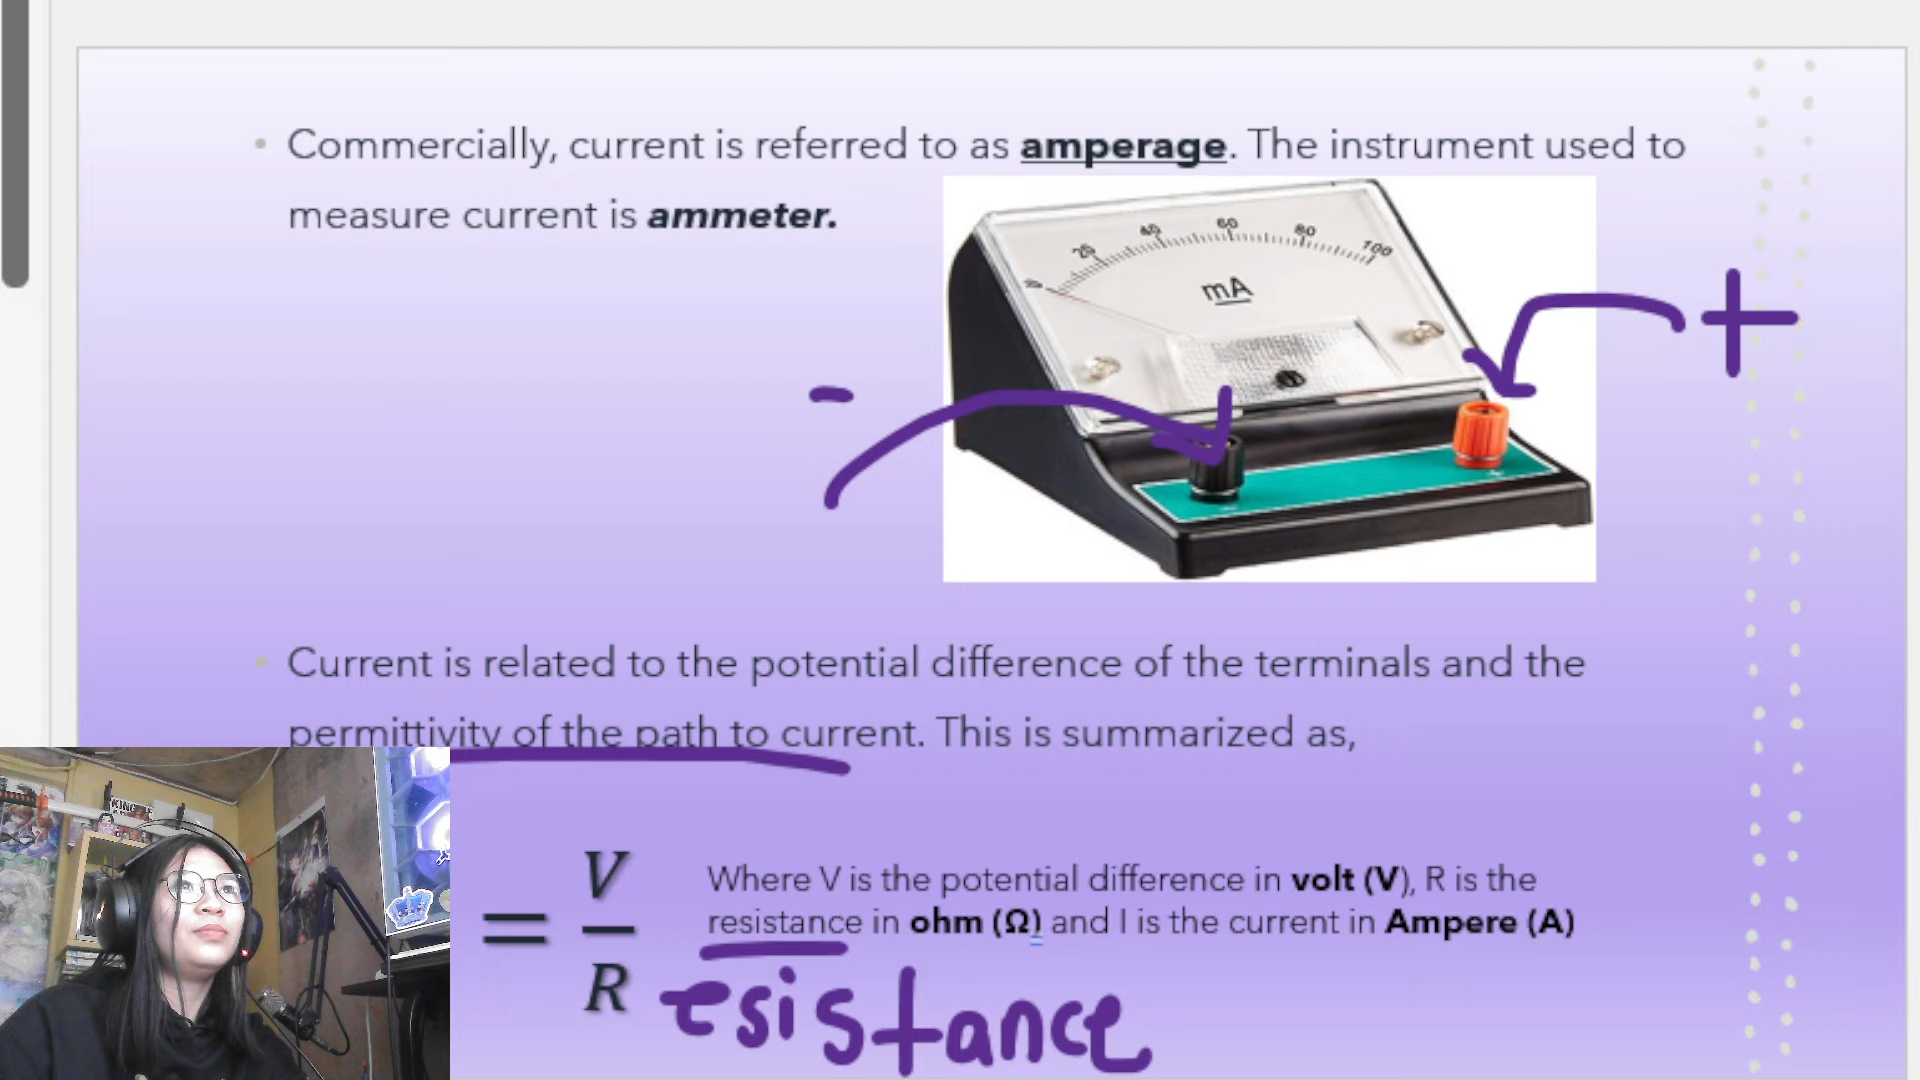 • Commercially, current is referred to as amperage. The instrument used to
measure current is ammeter.
0 20 40 60 80 100
mA
+
-
• Current is related to the potential difference of the terminals and the
permittivity of the path to current. This is summarized as,
= V
R
Where V is the potential difference in volt (V), R is the
resistance in ohm (Ω) and I is the current in Ampere (A)
esistance